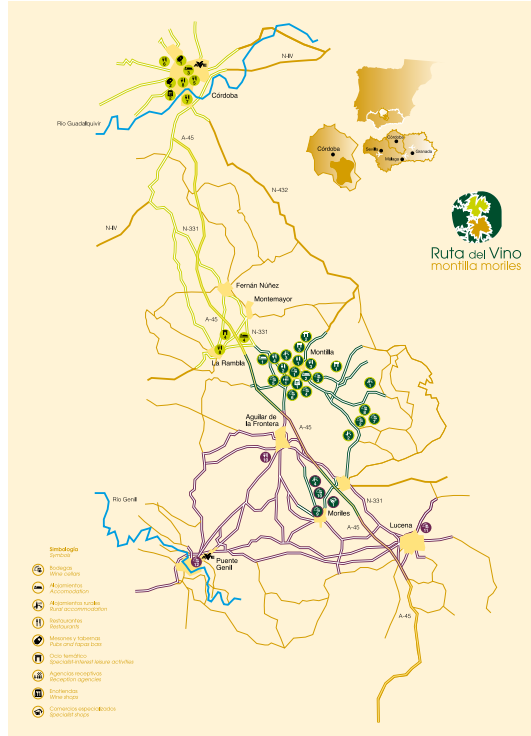 N-IV
Córdoba
Río Guadalquivir
A-45
Córdoba
Córdoba
Sevilla
Granada
Málaga
N-432
N-IV
N-331
Ruta del Vino
montilla moriles
Fernán Núñez
Montemayor
A-45
N-331
Montilla
La Rambla
Aguilar de
la Frontera
A-45
Río Genil
N-331
Moriles
A-45
Lucena
Puente
Genil
A-45
Simbología
Symbols
Bodegas
Wine cellars
Alojamientos
Accomodation
Alojamientos rurales
Rural accommodation
Restaurantes
Restaurants
Mesones y tabernas
Pubs and tapas bars
Ocio temático
Specialist-interest leisure activities
Agencias receptivas
Reception agencies
Enotiendas
Wine shops
Comercios especializados
Specialist shops